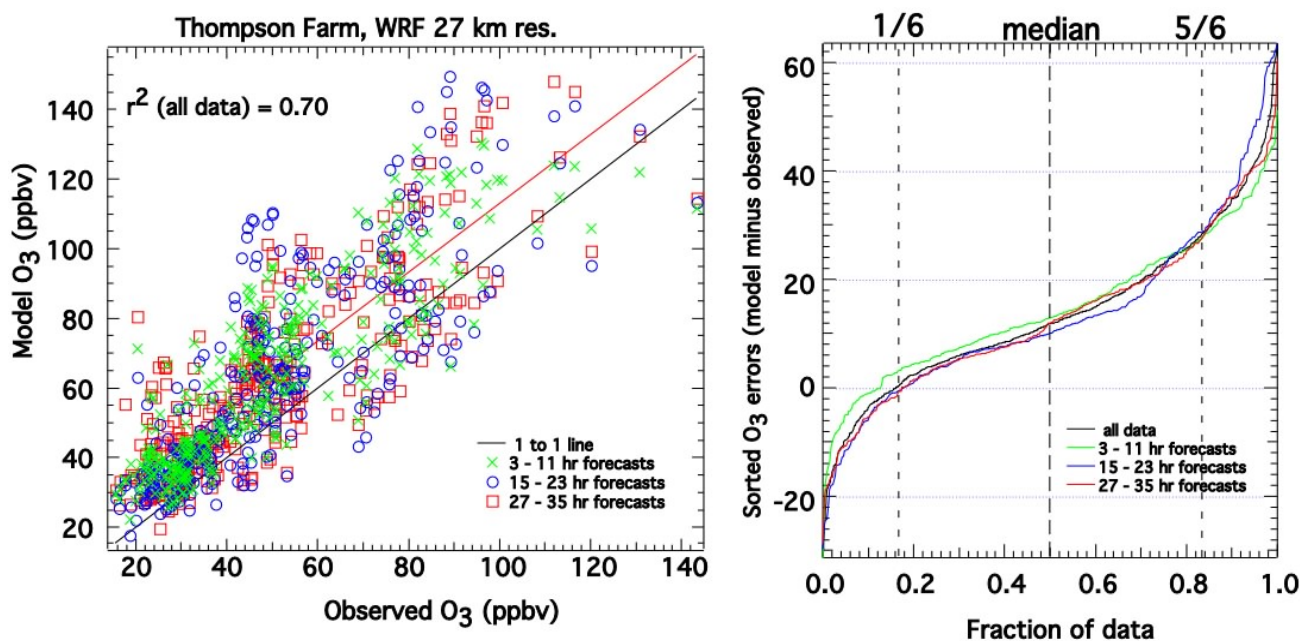 Thompson Farm, WRF 27 km res.
r² (all data) = 0.70
Model O₃ (ppbv)
140
120
100
80
60
40
20
1 to 1 line
3 - 11 hr forecasts
15 - 23 hr forecasts
27 - 35 hr forecasts
20 40 60 80 100 120 140
Observed O₃ (ppbv)
1/6 median 5/6
Sorted O₃ errors (model minus observed)
60
40
20
0
-20
all data
3 - 11 hr forecasts
15 - 23 hr forecasts
27 - 35 hr forecasts
0.0 0.2 0.4 0.6 0.8 1.0
Fraction of data